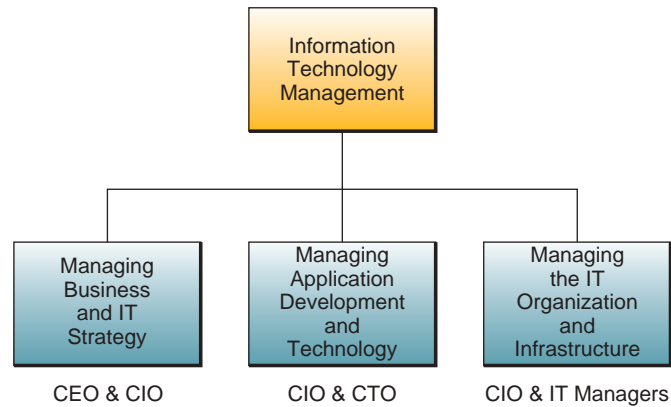 Information
Technology
Management
Managing
Business
and IT
Strategy
Managing
Application
Development
and
Technology
Managing
the IT
Organization
and
Infrastructure
CEO & CIO
CIO & CTO
CIO & IT Managers